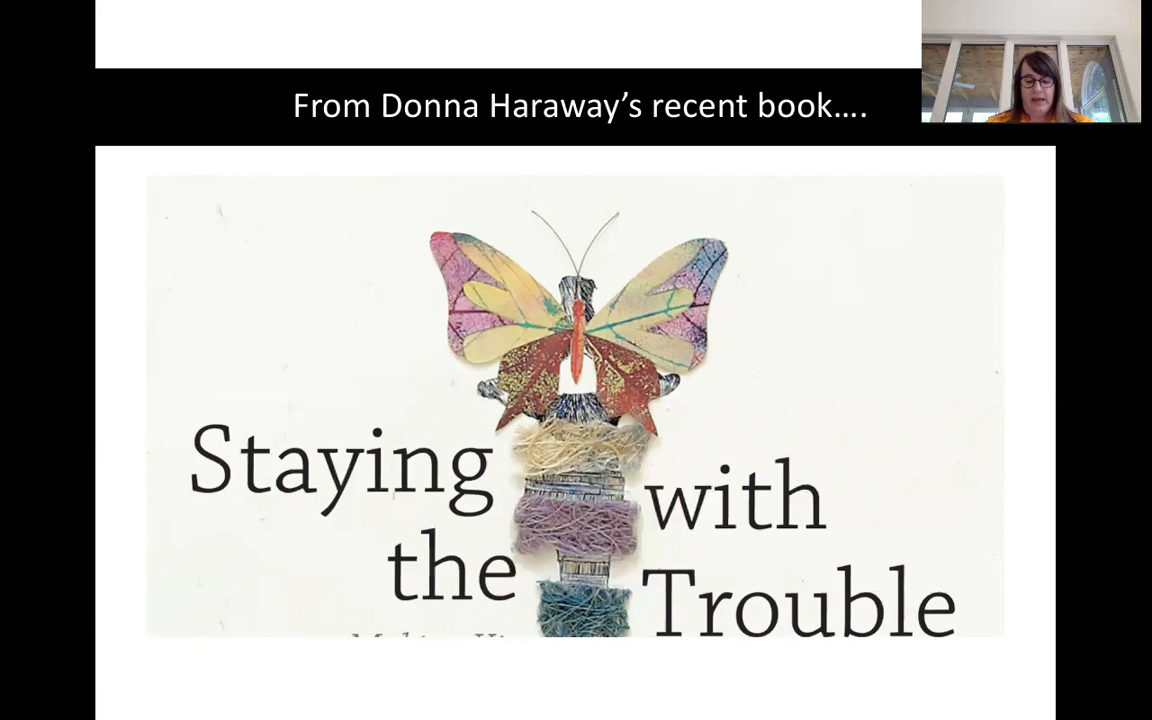 From Donna Haraway’s recent book….
Staying
with
the
Trouble